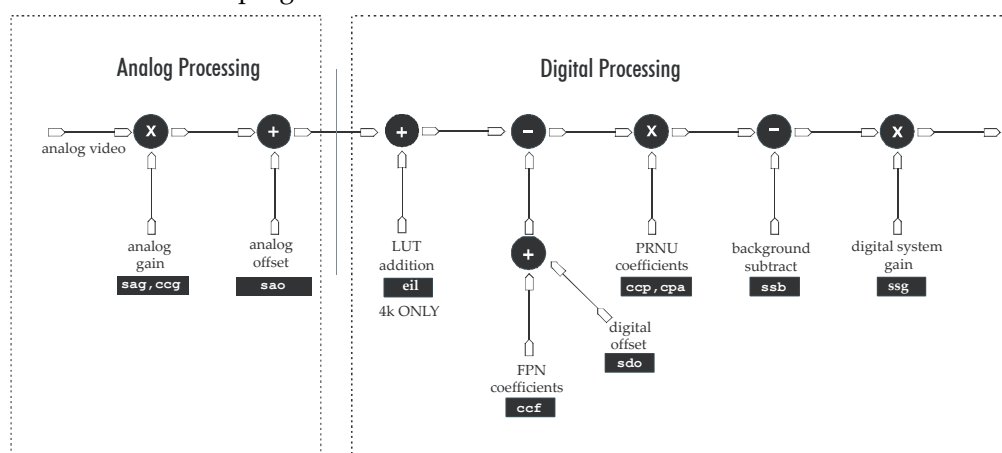 Analog Processing
Digital Processing
x
+
+
-
x
-
x
analog video
analog
gain
sag,ccg
analog
offset
sao
LUT
addition
eil
4k ONLY
+
PRNU
coefficients
ccp,cpa
background
subtract
ssb
digital system
gain
ssg
digital
offset
sdo
FPN
coefficients
ccf